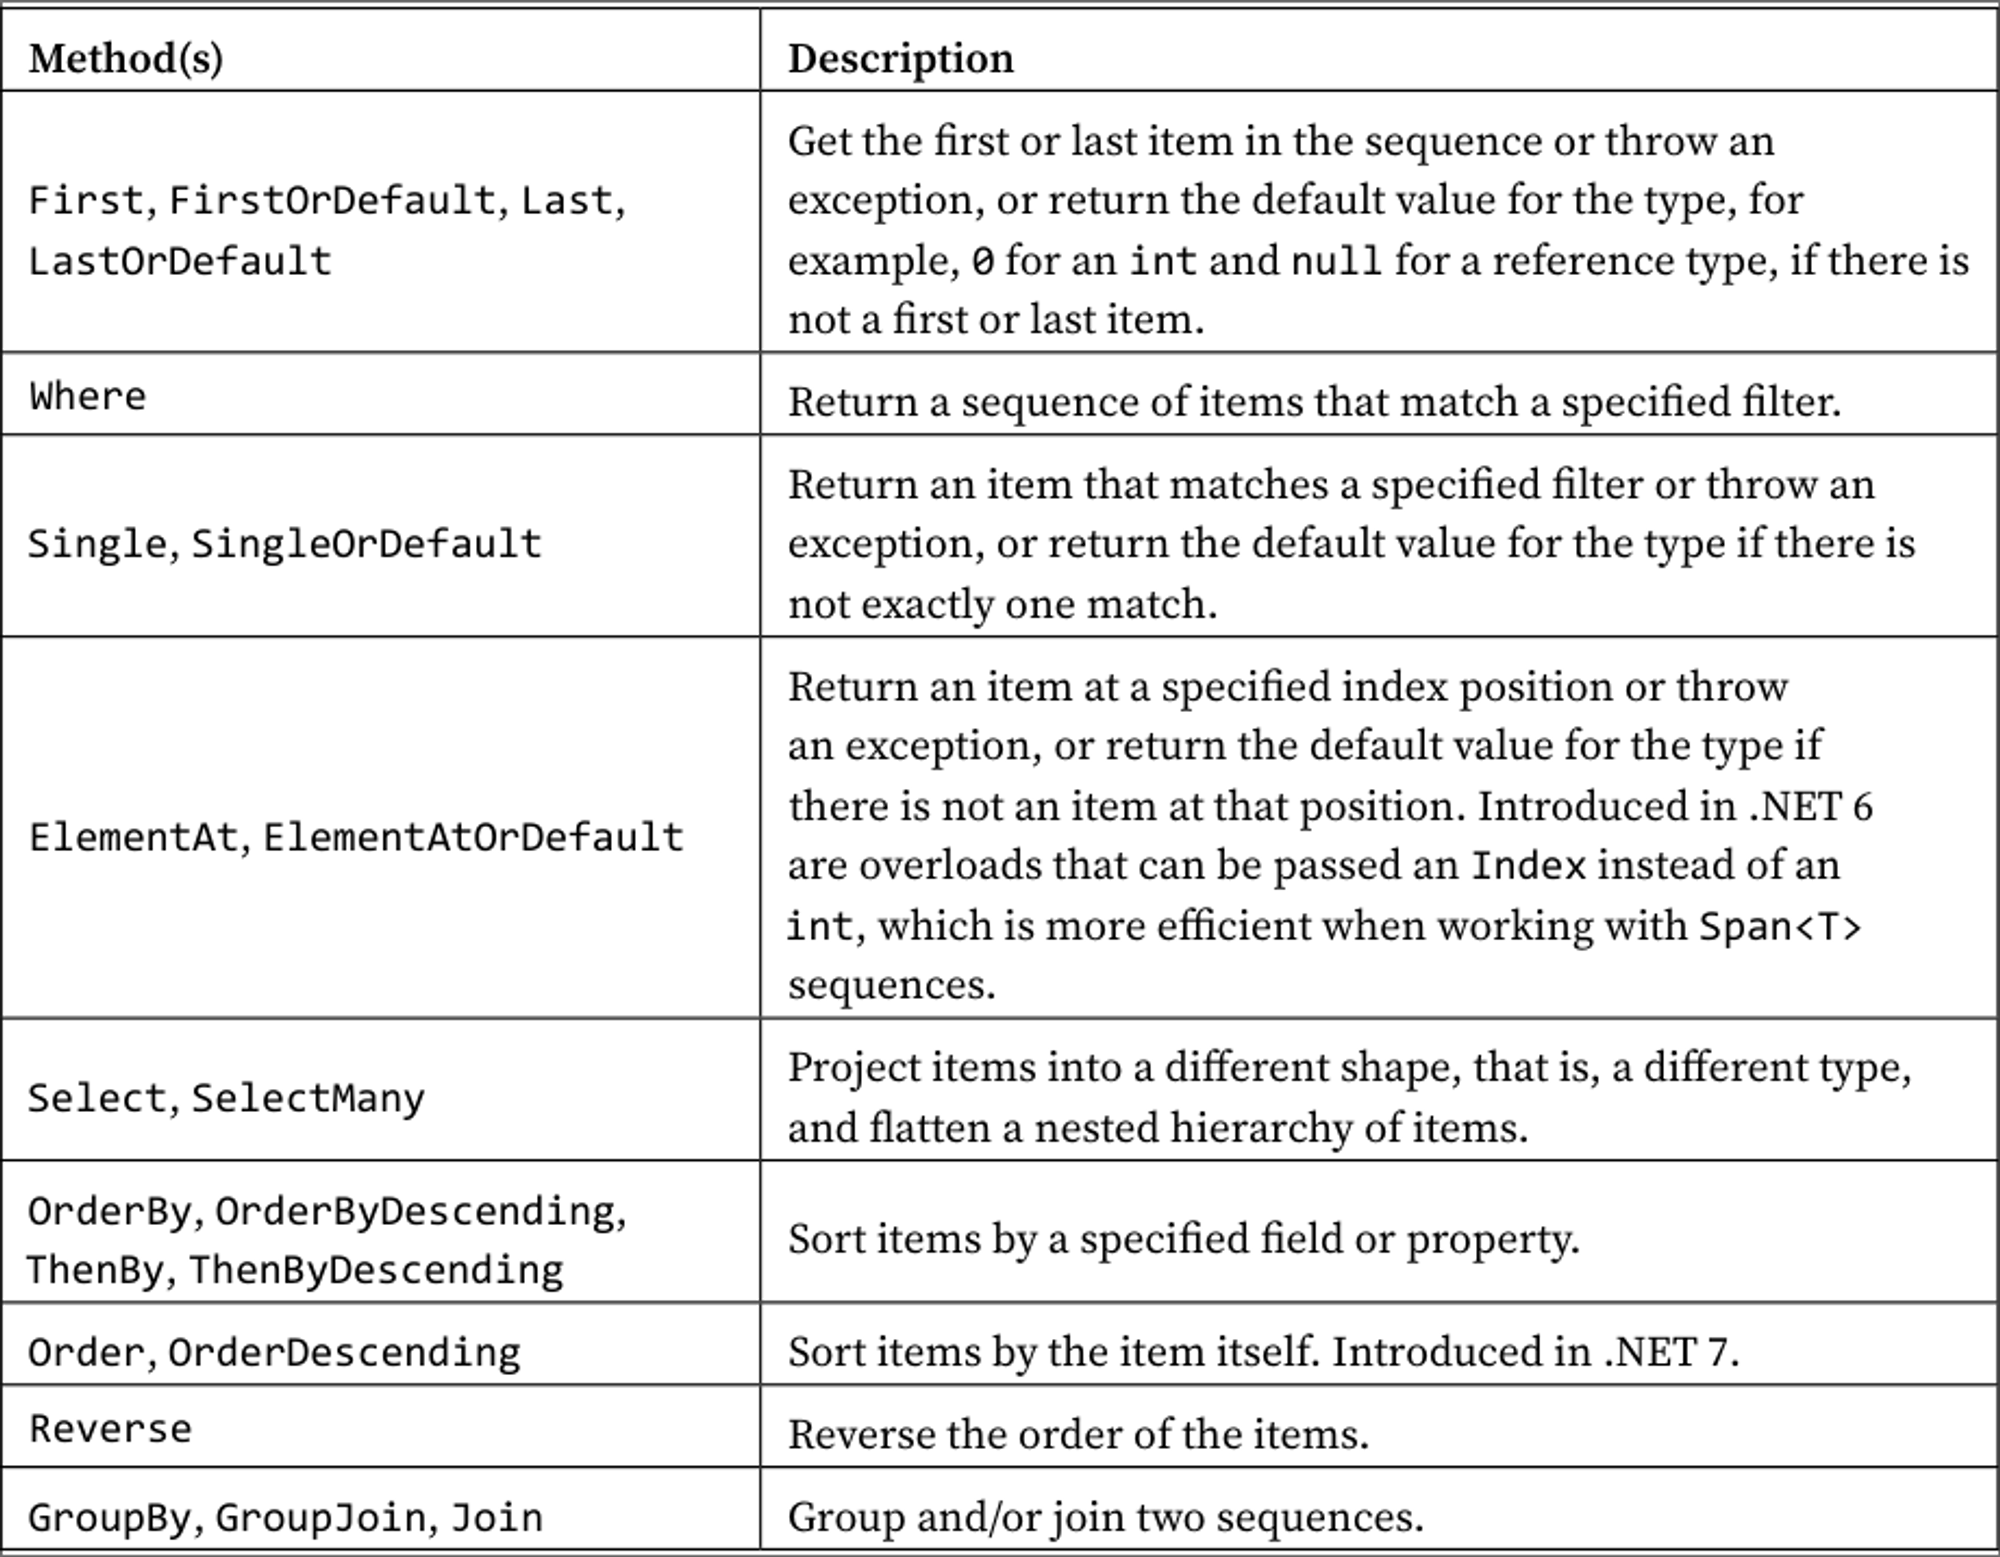 Method(s)
Description
First, FirstOrDefault, Last,
LastOrDefault
Get the first or last item in the sequence or throw an
exception, or return the default value for the type, for
example, 0 for an int and null for a reference type, if there is
not a first or last item.
Where
Return a sequence of items that match a specified filter.
Single, SingleOrDefault
Return an item that matches a specified filter or throw an
exception, or return the default value for the type if there is
not exactly one match.
ElementAt, ElementAtOrDefault
Return an item at a specified index position or throw
an exception, or return the default value for the type if
there is not an item at that position. Introduced in .NET 6
are overloads that can be passed an Index instead of an
int, which is more efficient when working with Span<T>
sequences.
Select, SelectMany
Project items into a different shape, that is, a different type,
and flatten a nested hierarchy of items.
OrderBy, OrderByDescending,
ThenBy, ThenByDescending
Sort items by a specified field or property.
Order, OrderDescending
Sort items by the item itself. Introduced in .NET 7.
Reverse
Reverse the order of the items.
GroupBy, GroupJoin, Join
Group and/or join two sequences.